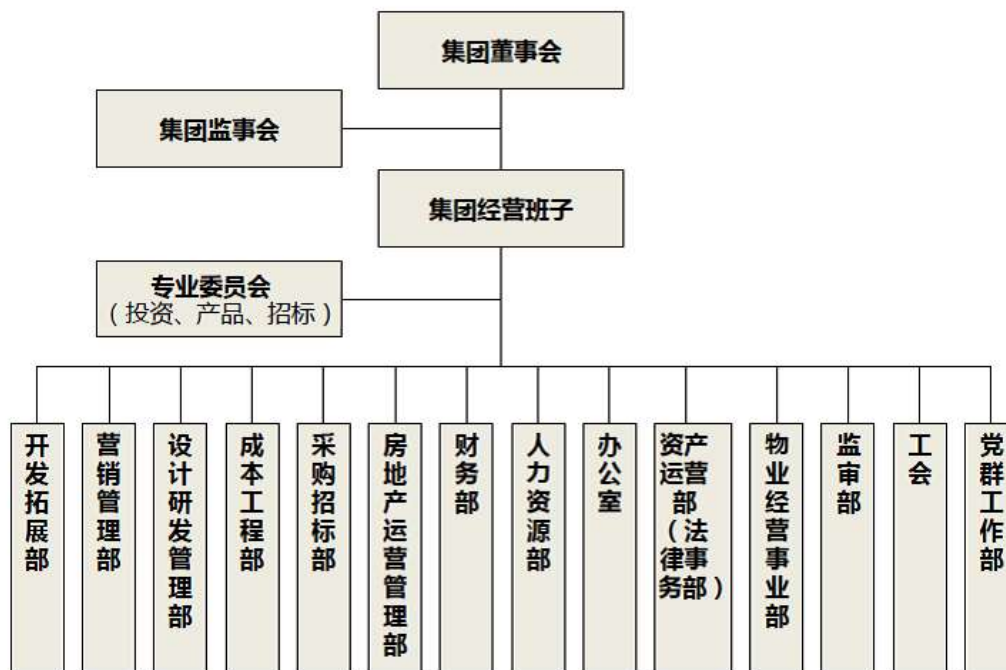 集团董事会
集团监事会
集团经营班子
专业委员会
（投资、产品、招标）
开发拓展部
营销管理部
设计研发管理部
成本工程部
采购招标部
房地产运营管理部
财务部
人力资源部
办公室
资产
运营
部
（法
律事
务部）
物业经营事业部
监审部
工会
党群工作部